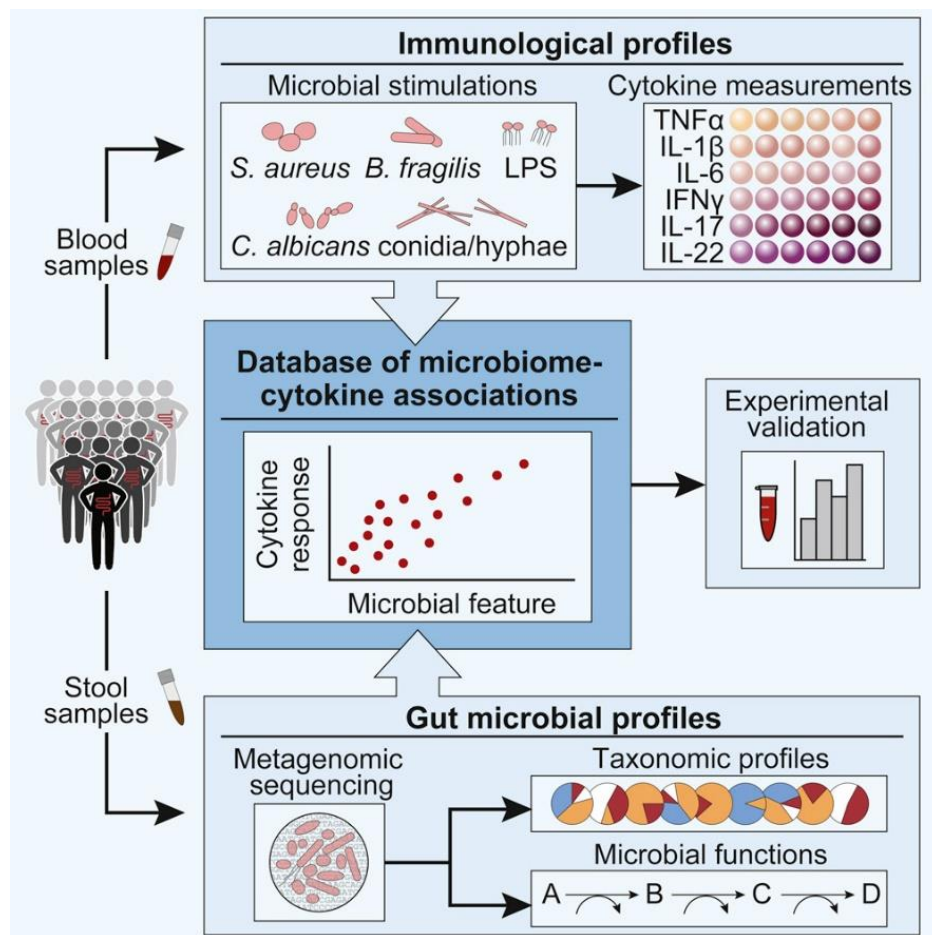 Immunological profiles
Microbial stimulations
S. aureus B. fragilis LPS
C. albicans conidia/hyphae
Cytokine measurements
TNFα
IL-1β
IL-6
IFNγ
IL-17
IL-22
Blood
samples
Database of microbiome-
cytokine associations
Cytokine
response
Microbial feature
Experimental
validation
Stool
samples
Gut microbial profiles
Metagenomic
sequencing
Taxonomic profiles
Microbial functions
A B C D